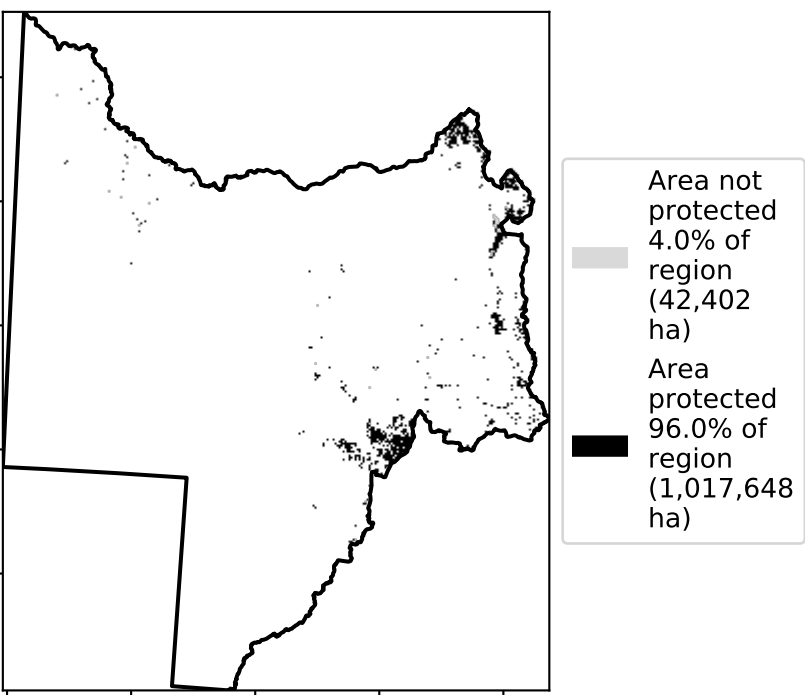 Area not
protected
4.0% of
region
(42,402
ha)
Area
protected
96.0% of
region
(1,017,648
ha)